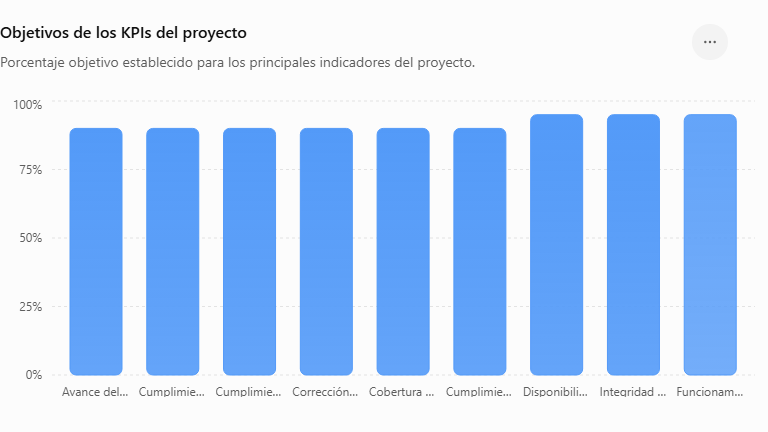 Objetivos de los KPIs del proyecto
...
Porcentaje objetivo establecido para los principales indicadores del proyecto.
100%
75%
50%
25%
0%
Avance del... Cumplimie... Cumplimie... Corrección... Cobertura ... Cumplimie... Disponibili... Integridad ... Funcionam...